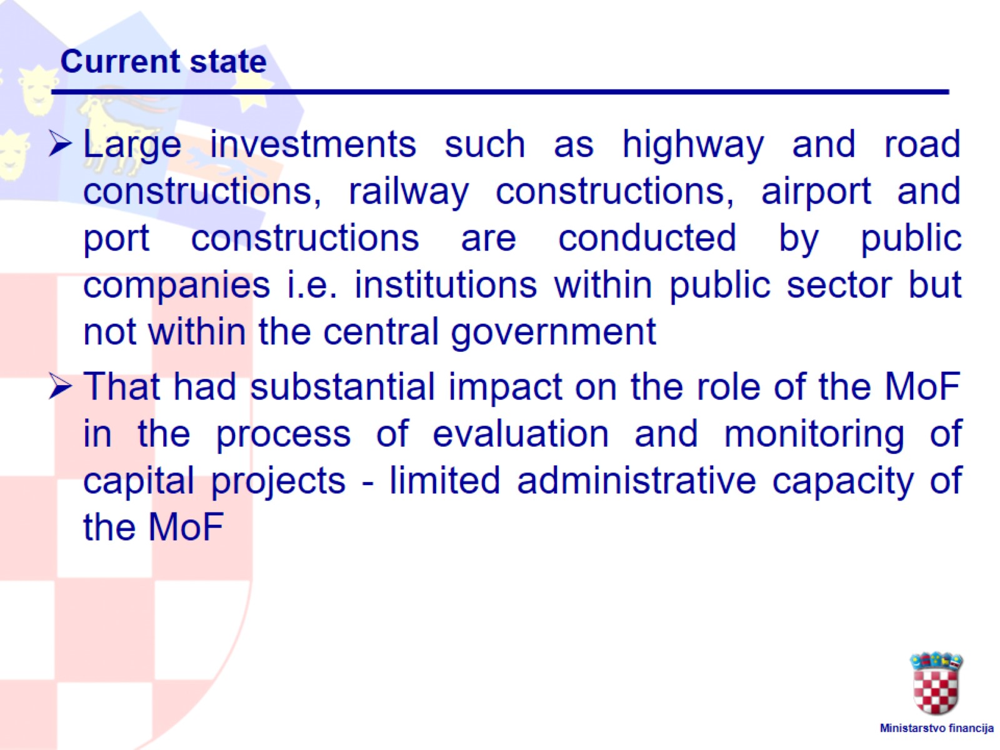 Current state
➢ Large investments such as highway and road
constructions, railway constructions, airport and
port constructions are conducted by public
companies i.e. institutions within public sector but
not within the central government
➢ That had substantial impact on the role of the MoF
in the process of evaluation and monitoring of
capital projects - limited administrative capacity of
the MoF
Ministarstvo financija